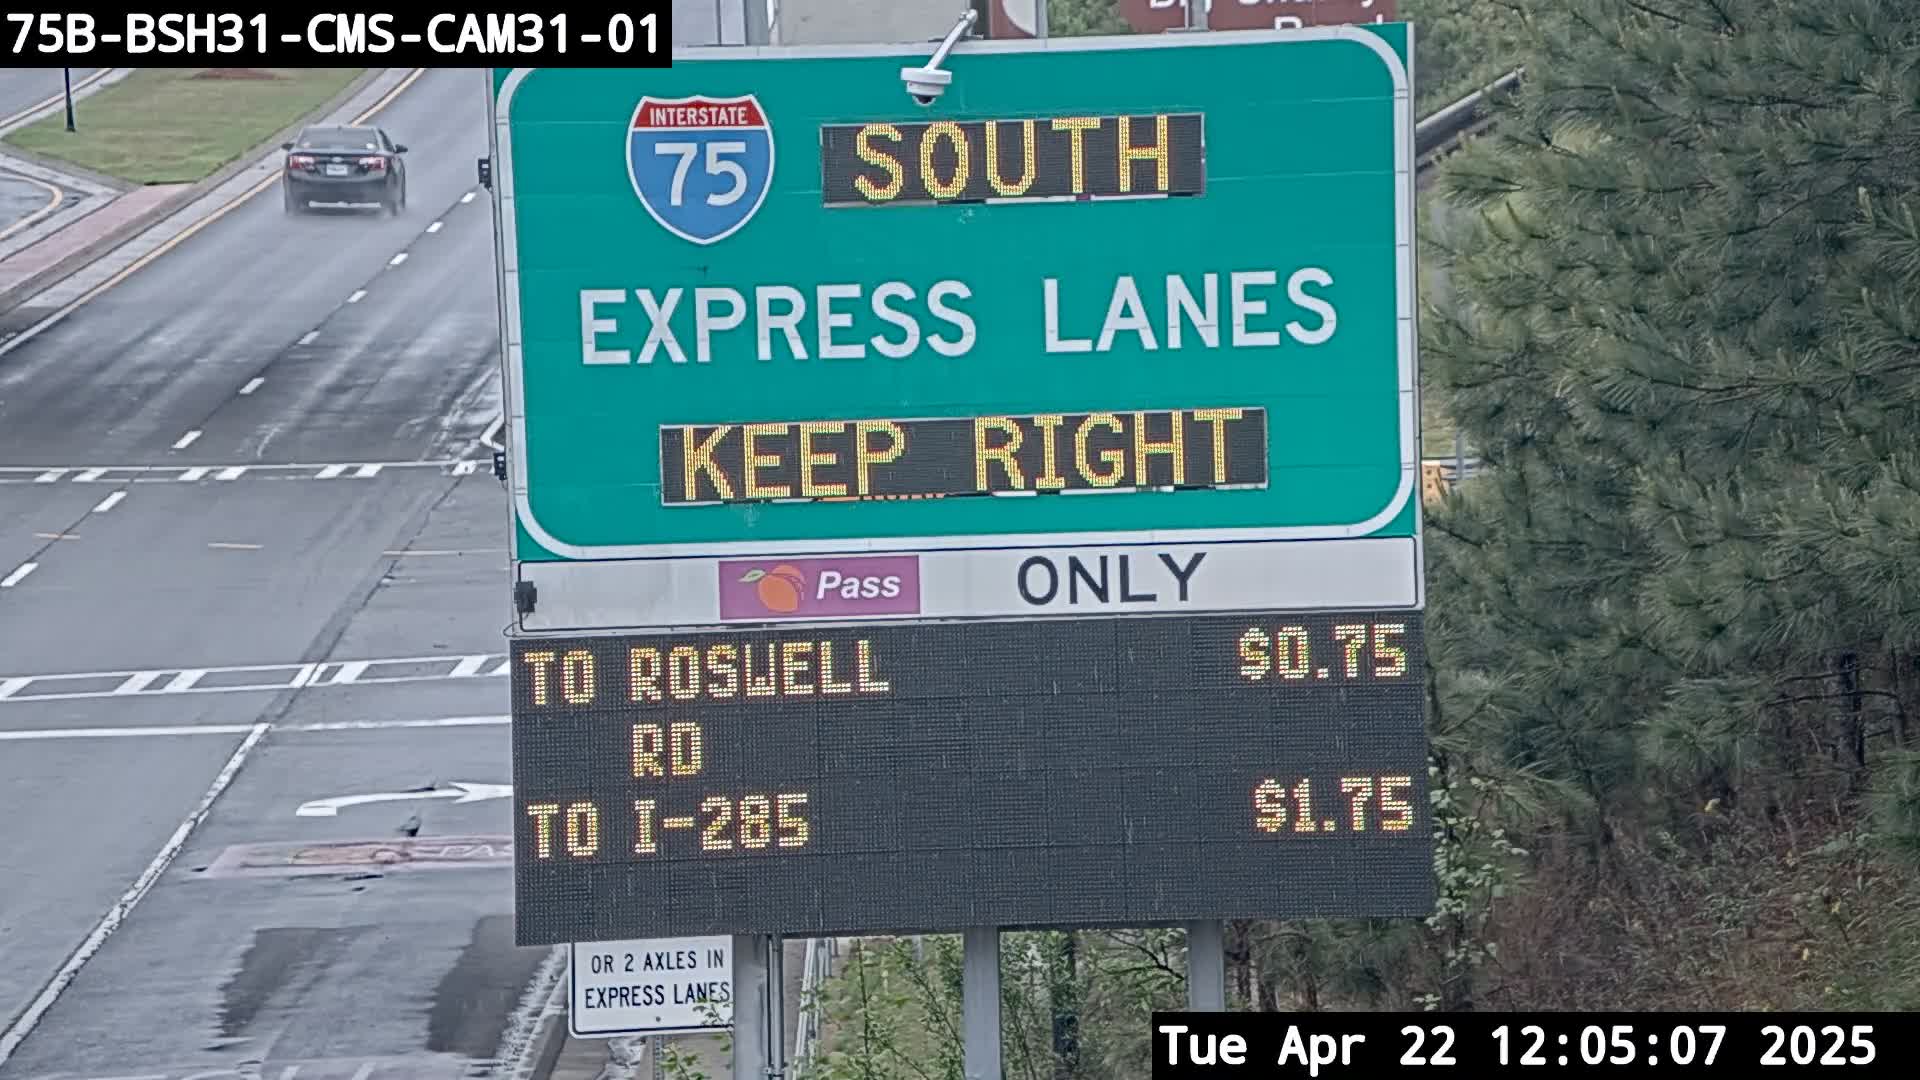 75B-BSH31-CMS-CAM31-01
INTERSTATE
75
SOUTH
EXPRESS LANES
KEEP RIGHT
Pass ONLY
TO ROSWELL $0.75
RD
TO I-285 $1.75
OR 2 AXLES IN
EXPRESS LANES
Tue Apr 22 12:05:07 2025